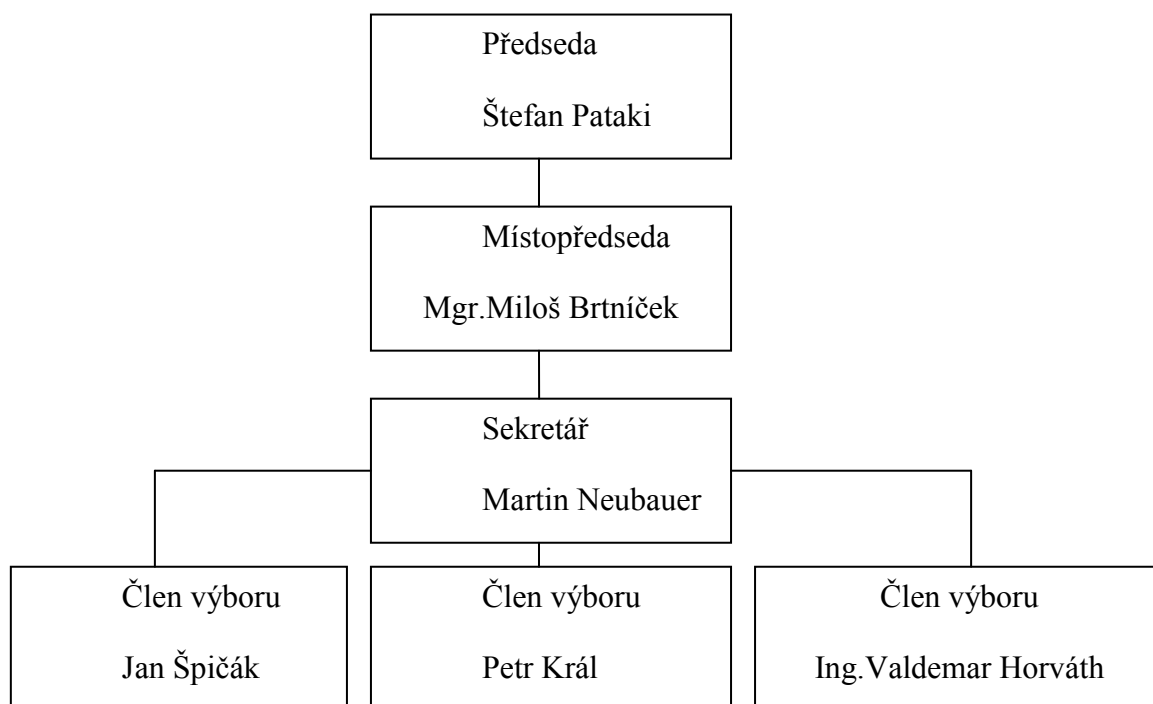 Předseda
Štefan Pataki
Místopředseda
Mgr.Miloš Brtníček
Sekretář
Martin Neubauer
Člen výboru
Jan Špičák
Člen výboru
Petr Král
Člen výboru
Ing.Valdemar Horváth